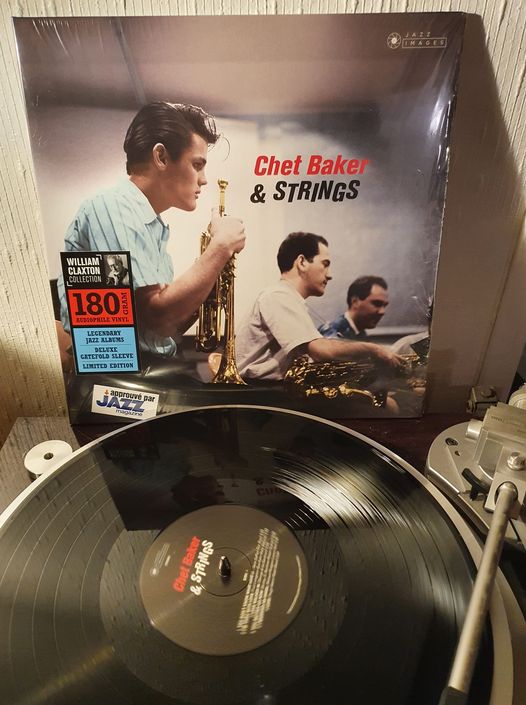 JAZZ
IMAGES
Chet Baker
& STRINGS
WILLIAM
CLAXTON
COLLECTION
180 GRAM
AUDIOPHILE VINYL
LEGENDARY
JAZZ ALBUMS
DELUXE
GATEFOLD SLEEVE
LIMITED EDITION
approuvé par
JAZZ
magazine
Chet Baker
& STRINGS